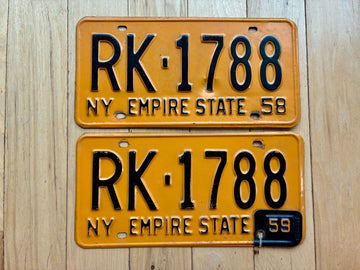 RK·1788
NY EMPIRE STATE 58
RK·1788
NY EMPIRE STATE 59